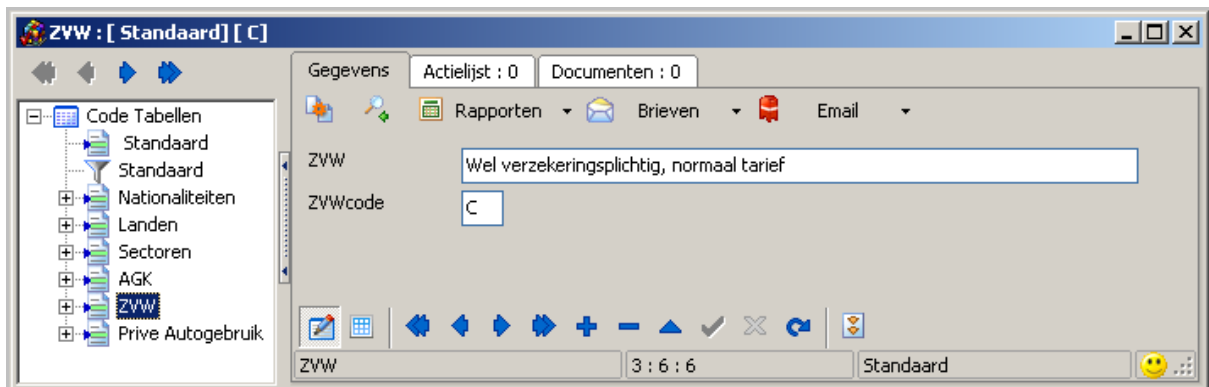 ZVW : [ Standaard] [ C]
Gegevens Actielijst : 0 Documenten : 0
Rapporten Brieven Email
Code Tabellen
Standaard
Standaard
Nationaliteiten
Landen
Sectoren
AGK
ZVW
Prive Autogebruik
ZVW Wel verzekeringsplichtig, normaal tarief
ZVWcode C
ZVW 3 : 6 : 6 Standaard